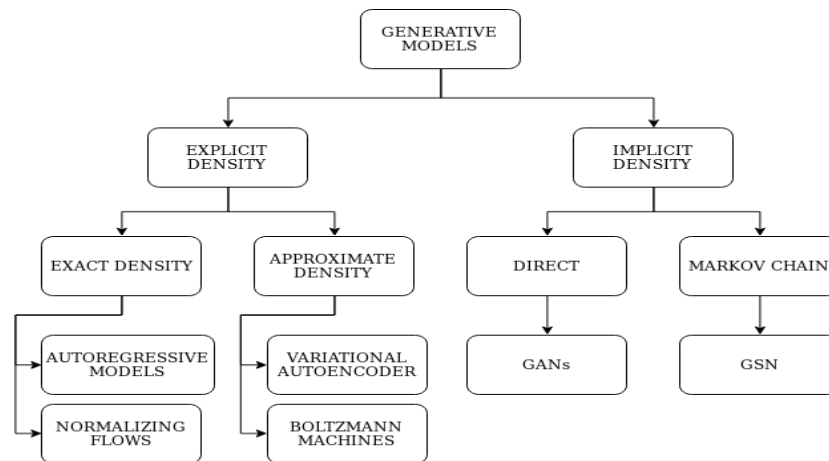 GENERATIVE
MODELS
EXPLICIT
DENSITY
IMPLICIT
DENSITY
EXACT DENSITY
APPROXIMATE
DENSITY
DIRECT
MARKOV CHAIN
AUTOREGRESSIVE
MODELS
VARIATIONAL
AUTOENCODER
GANs
GSN
NORMALIZING
FLOWS
BOLTZMANN
MACHINES